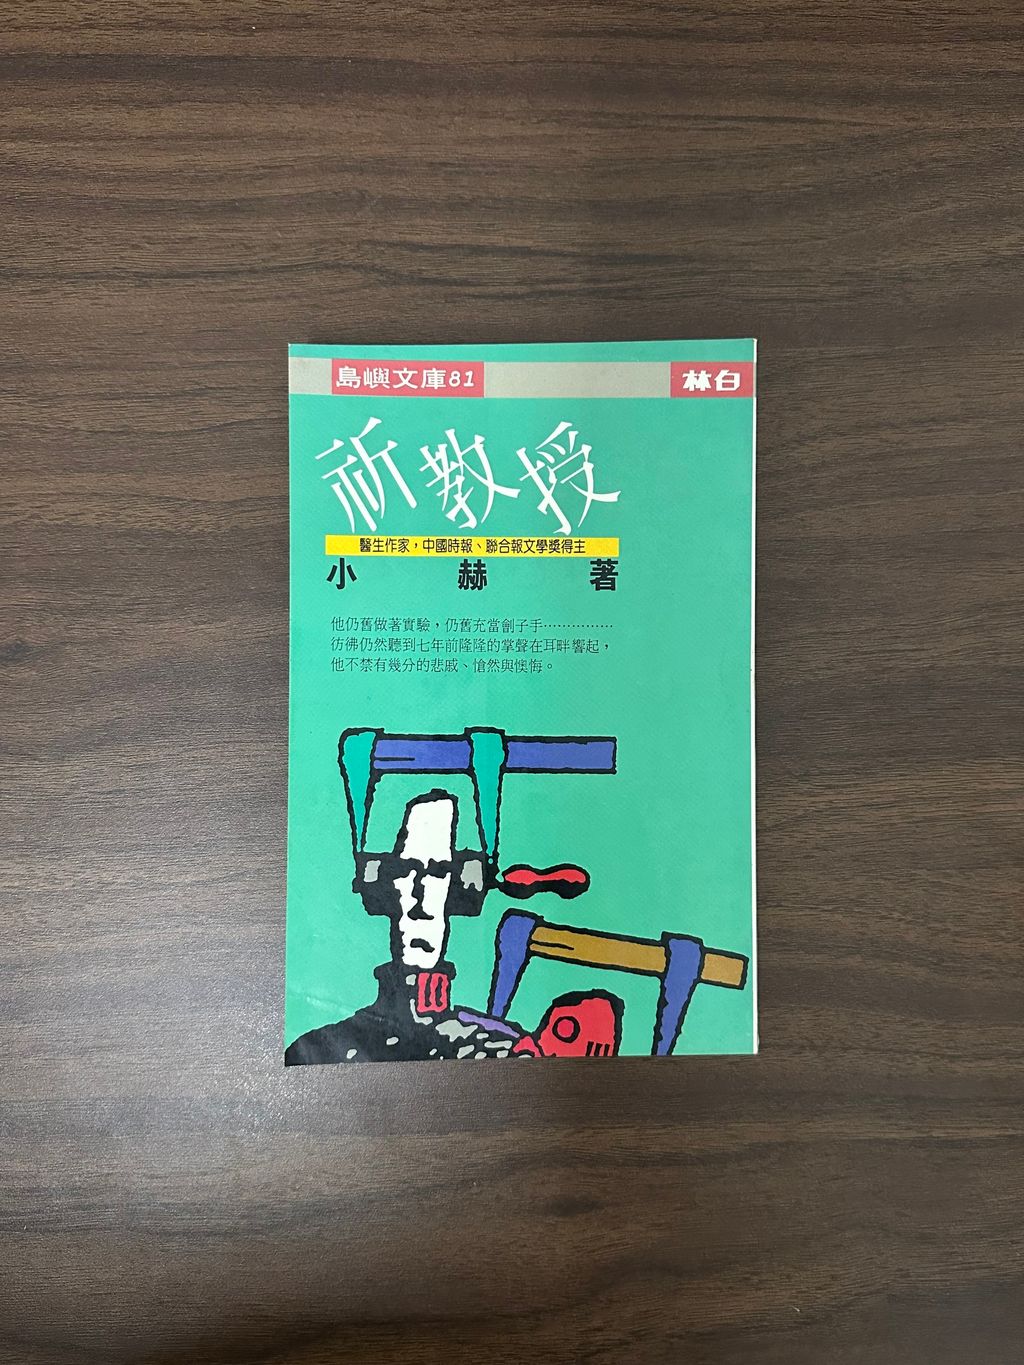 島嶼文庫81
林白
祈教授
醫生作家，中國時報、聯合報文學獎得主
小赫著
他仍舊做著實驗，仍舊充當劊子手……………
彷彿仍然聽到七年前隆隆的掌聲在耳畔響起，
他不禁有幾分的悲戚、愴然與懊悔。